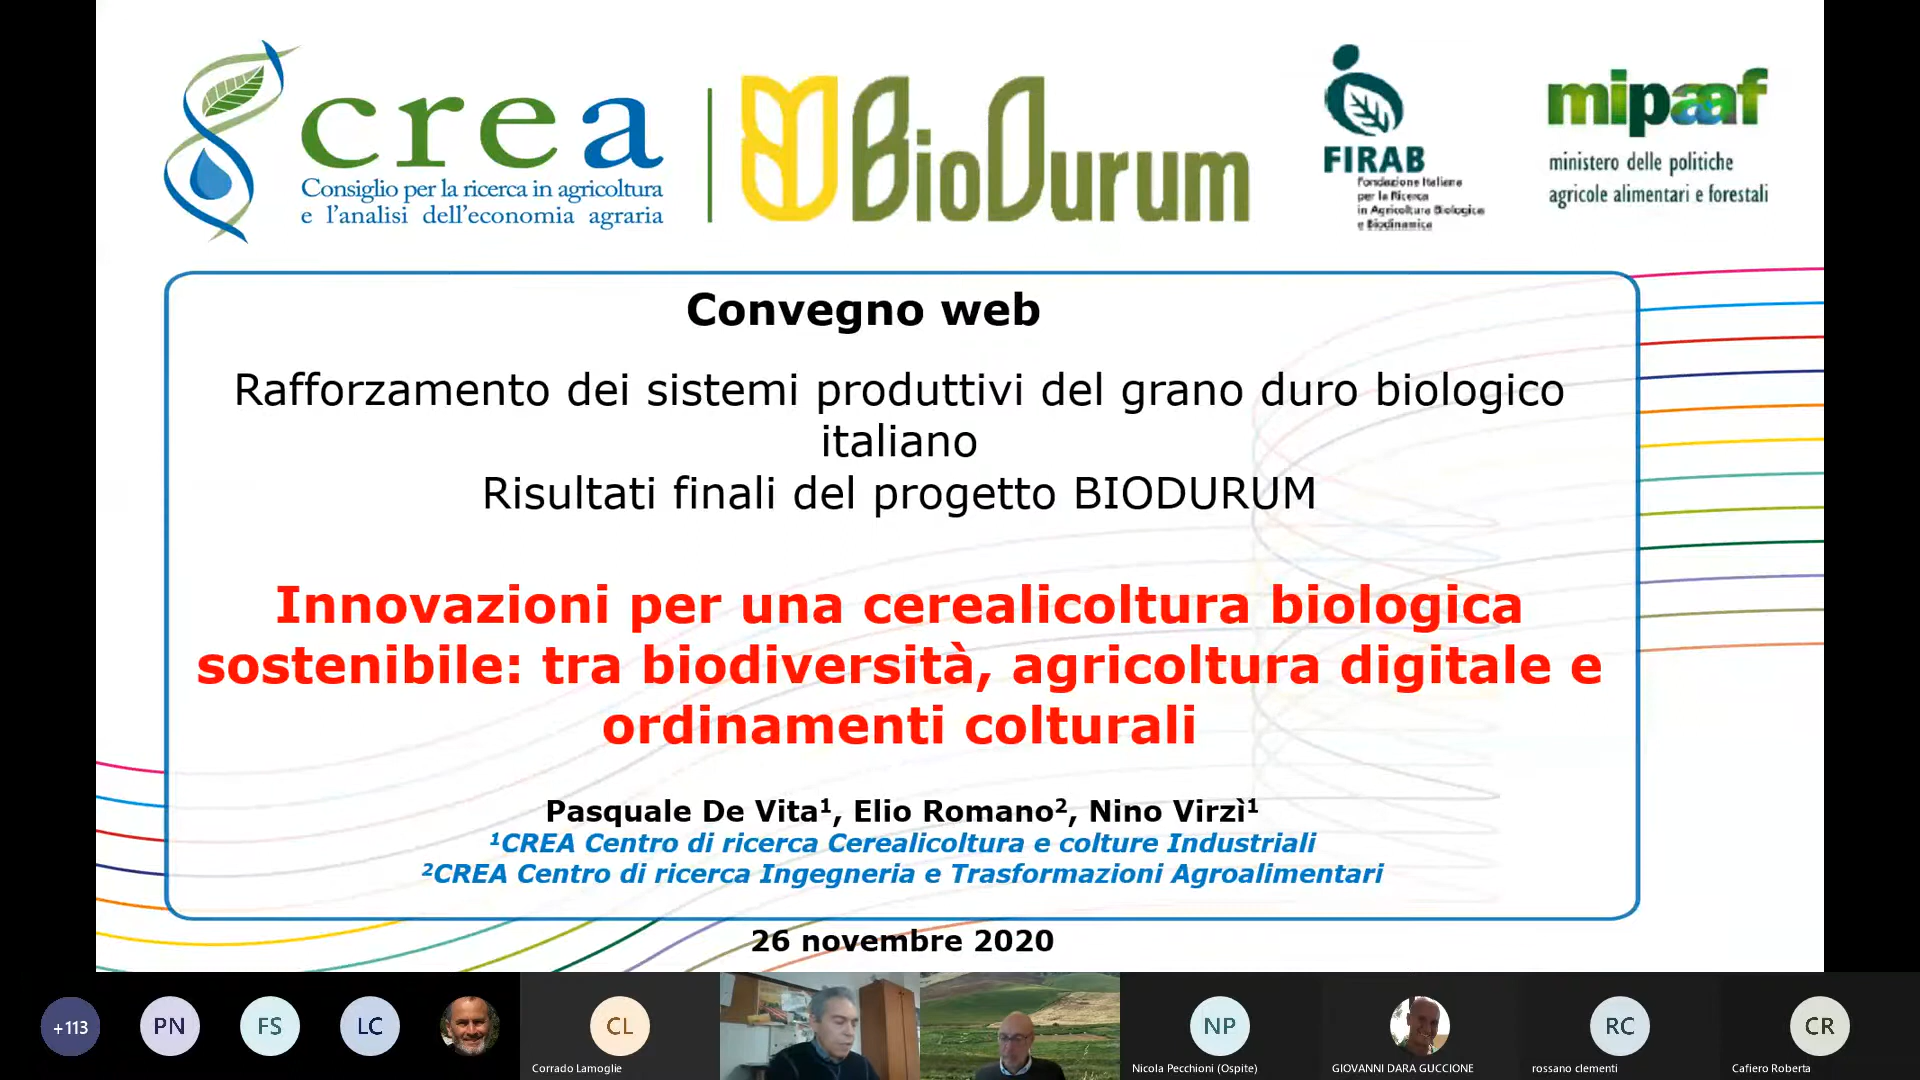 crea
Consiglio per la ricerca in agricoltura
e l'analisi dell'economia agraria
BioDurum
FIRAB
Fondazione Italiana
per la Ricerca
in Agricoltura Biologica
e Biodinamica
mipaaf
ministero delle politiche
agricole alimentari e forestali
Convegno web
Rafforzamento dei sistemi produttivi del grano duro biologico
italiano
Risultati finali del progetto BIODURUM
Innovazioni per una cerealicoltura biologica
sostenibile: tra biodiversità, agricoltura digitale e
ordinamenti colturali
Pasquale De Vita¹, Elio Romano², Nino Virzì¹
¹CREA Centro di ricerca Cerealicoltura e colture Industriali
²CREA Centro di ricerca Ingegneria e Trasformazioni Agroalimentari
26 novembre 2020
+113
PN
FS
LC
CL
Corrado Lamoglie
NP
Nicola Pecchioni (Ospite)
GIOVANNI DARA GUCCIONE
RC
rossano clementi
CR
Cafiero Roberta